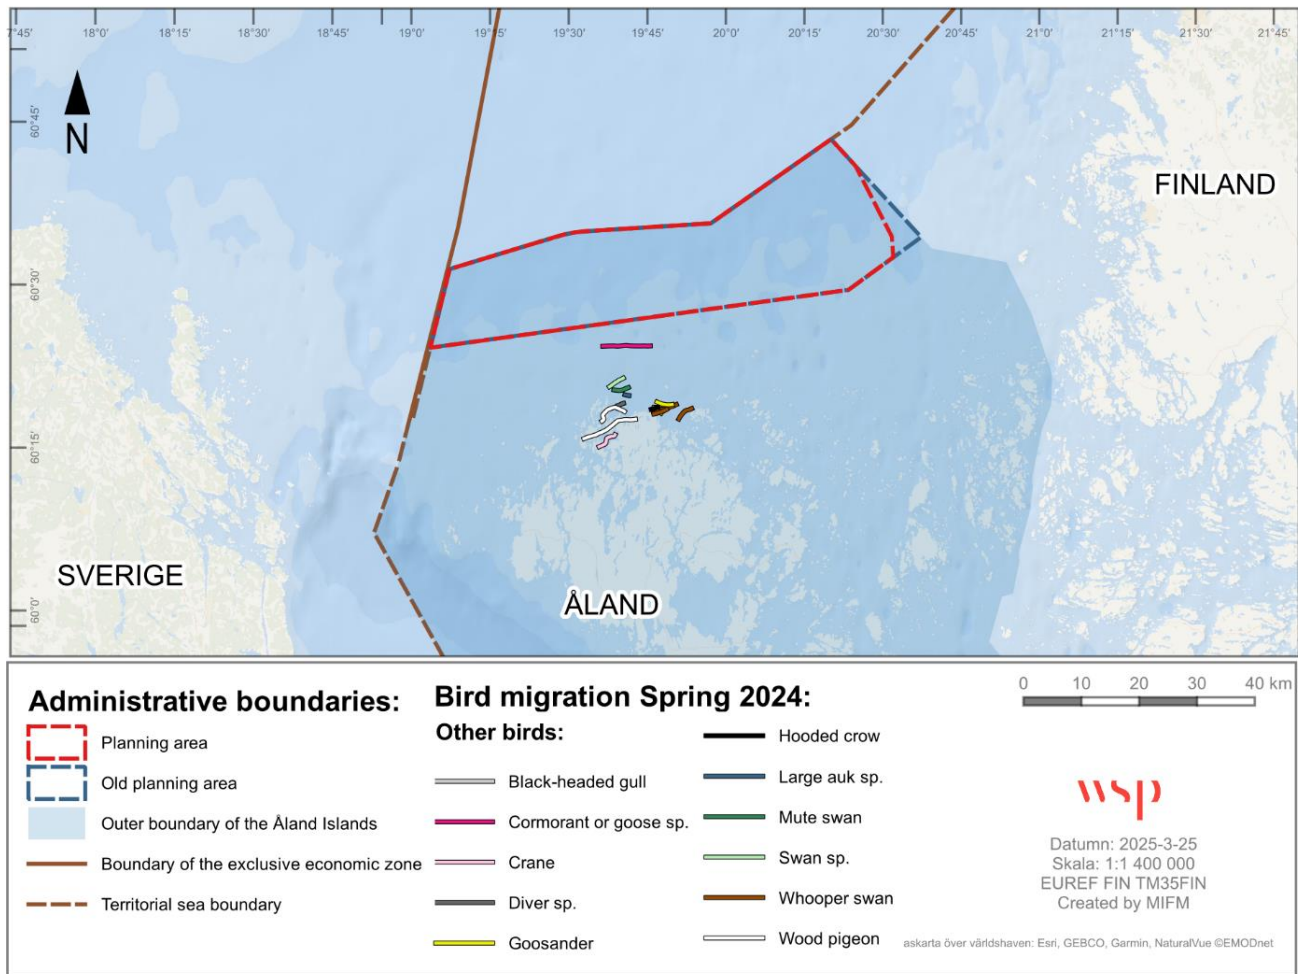 7°45' 18°0' 18°15' 18°30' 18°45' 19°0' 19°15' 19°30' 19°45' 20°0' 20°15' 20°30' 20°45' 21°0' 21°15' 21°30' 21°45'
60°45'
N
FINLAND
60°30'
60°15'
SVERIGE
60°0'
ÅLAND
Administrative boundaries:
Planning area
Old planning area
Outer boundary of the Åland Islands
Boundary of the exclusive economic zone
Territorial sea boundary
Bird migration Spring 2024:
Other birds:
Black-headed gull
Cormorant or goose sp.
Crane
Diver sp.
Goosander
Hooded crow
Large auk sp.
Mute swan
Swan sp.
Whooper swan
Wood pigeon
0 10 20 30 40 km
wsp
Datumn: 2025-3-25
Skala: 1:1 400 000
EUREF FIN TM35FIN
Created by MIFM
askarta över världshaven: Esri, GEBCO, Garmin, NaturalVue ©EMODnet